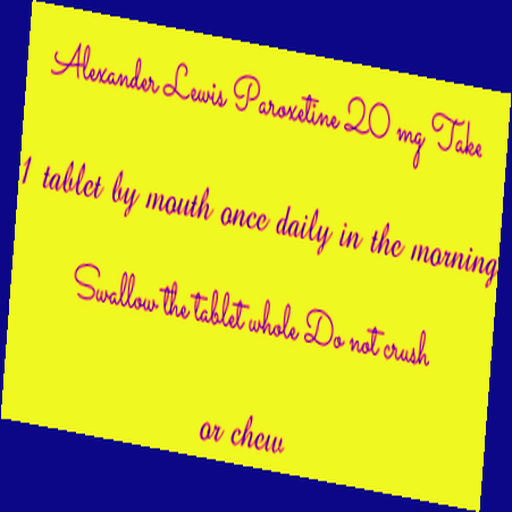 Alexander Lewis Paroxetine 20 mg Take
1 tablet by mouth once daily in the morning
Swallow the tablet whole Do not crush
or chew